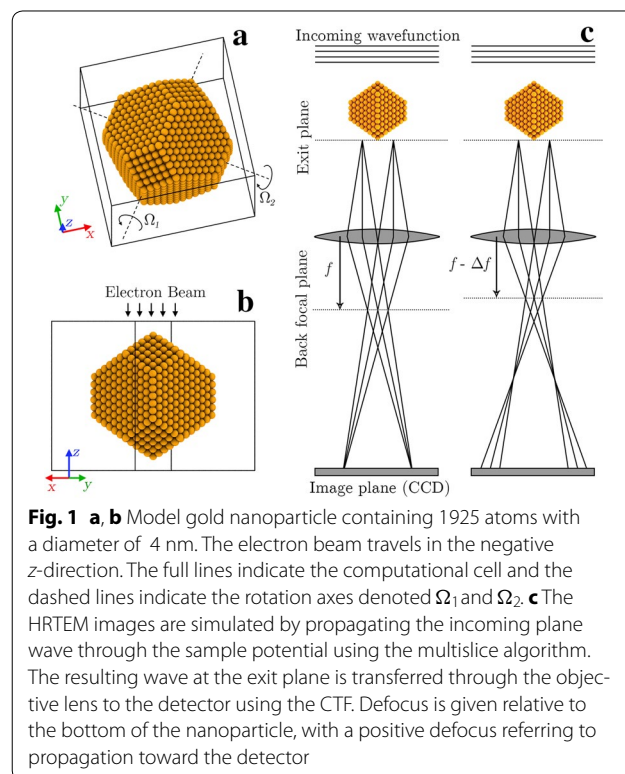 a
Ω1
Ω2
y
z
x
Electron Beam
b
z
x
y
Incoming wavefunction
c
Exit plane
Back focal plane
f
f - Δf
Image plane (CCD)
Fig. 1 a, b Model gold nanoparticle containing 1925 atoms with
a diameter of 4 nm. The electron beam travels in the negative
z-direction. The full lines indicate the computational cell and the
dashed lines indicate the rotation axes denoted Ω1 and Ω2. c The
HRTEM images are simulated by propagating the incoming plane
wave through the sample potential using the multislice algorithm.
The resulting wave at the exit plane is transferred through the objec-
tive lens to the detector using the CTF. Defocus is given relative to
the bottom of the nanoparticle, with a positive defocus referring to
propagation toward the detector